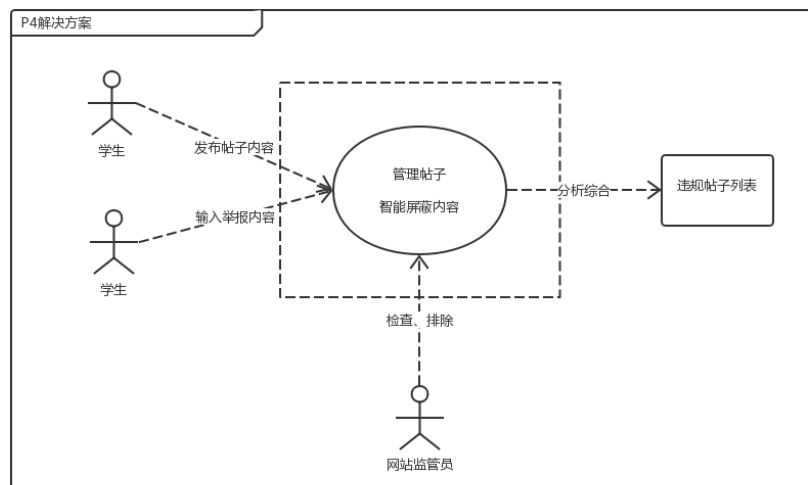 P4解决方案
学生
发布帖子内容
管理帖子
智能屏蔽内容
分析综合
违规帖子列表
输入举报内容
学生
检查、排除
网站监管员